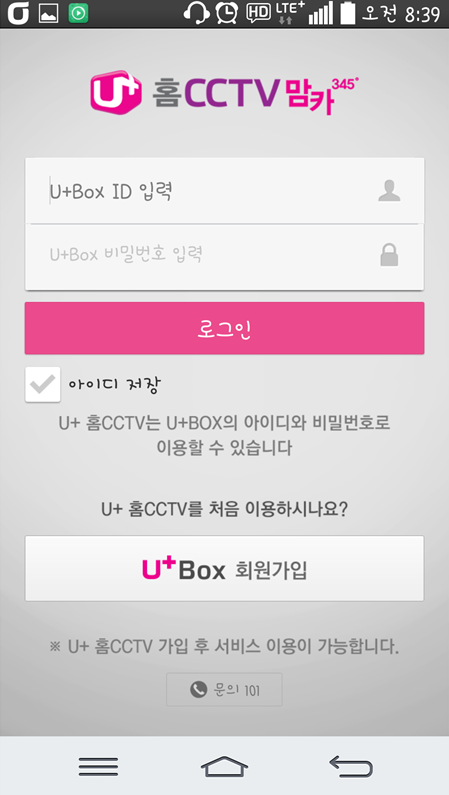 HD LTE+ 오전 8:39
U+ 홈CCTV 맘카 345°
U+Box ID 입력
U+Box 비밀번호 입력
로그인
아이디 저장
U+ 홈CCTV는 U+BOX의 아이디와 비밀번호로
이용할 수 있습니다
U+ 홈CCTV를 처음 이용하시나요?
U+Box 회원가입
※ U+ 홈CCTV 가입 후 서비스 이용이 가능합니다.
문의 101